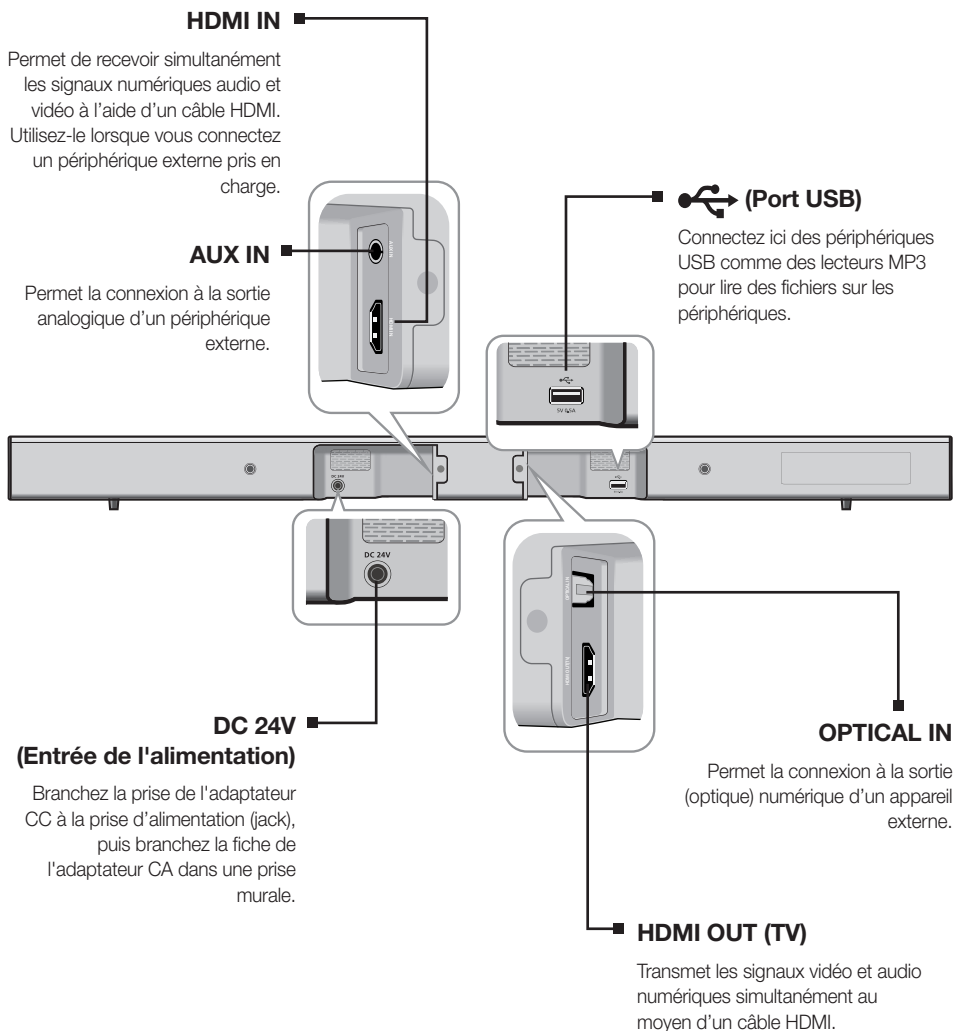 HDMI IN
Permet de recevoir simultanément
les signaux numériques audio et
vidéo à l’aide d’un câble HDMI.
Utilisez-le lorsque vous connectez
un périphérique externe pris en
charge.
AUX IN
Permet la connexion à la sortie
analogique d’un périphérique
externe.
(Port USB)
Connectez ici des périphériques
USB comme des lecteurs MP3
pour lire des fichiers sur les
périphériques.
5V 0.5A
DC 24V
DC 24V
DC 24V
(Entrée de l'alimentation)
Branchez la prise de l'adaptateur
CC à la prise d’alimentation (jack),
puis branchez la fiche de
l'adaptateur CA dans une prise
murale.
OPTICAL IN
Permet la connexion à la sortie
(optique) numérique d’un appareil
externe.
HDMI OUT (TV)
Transmet les signaux vidéo et audio
numériques simultanément au
moyen d’un câble HDMI.